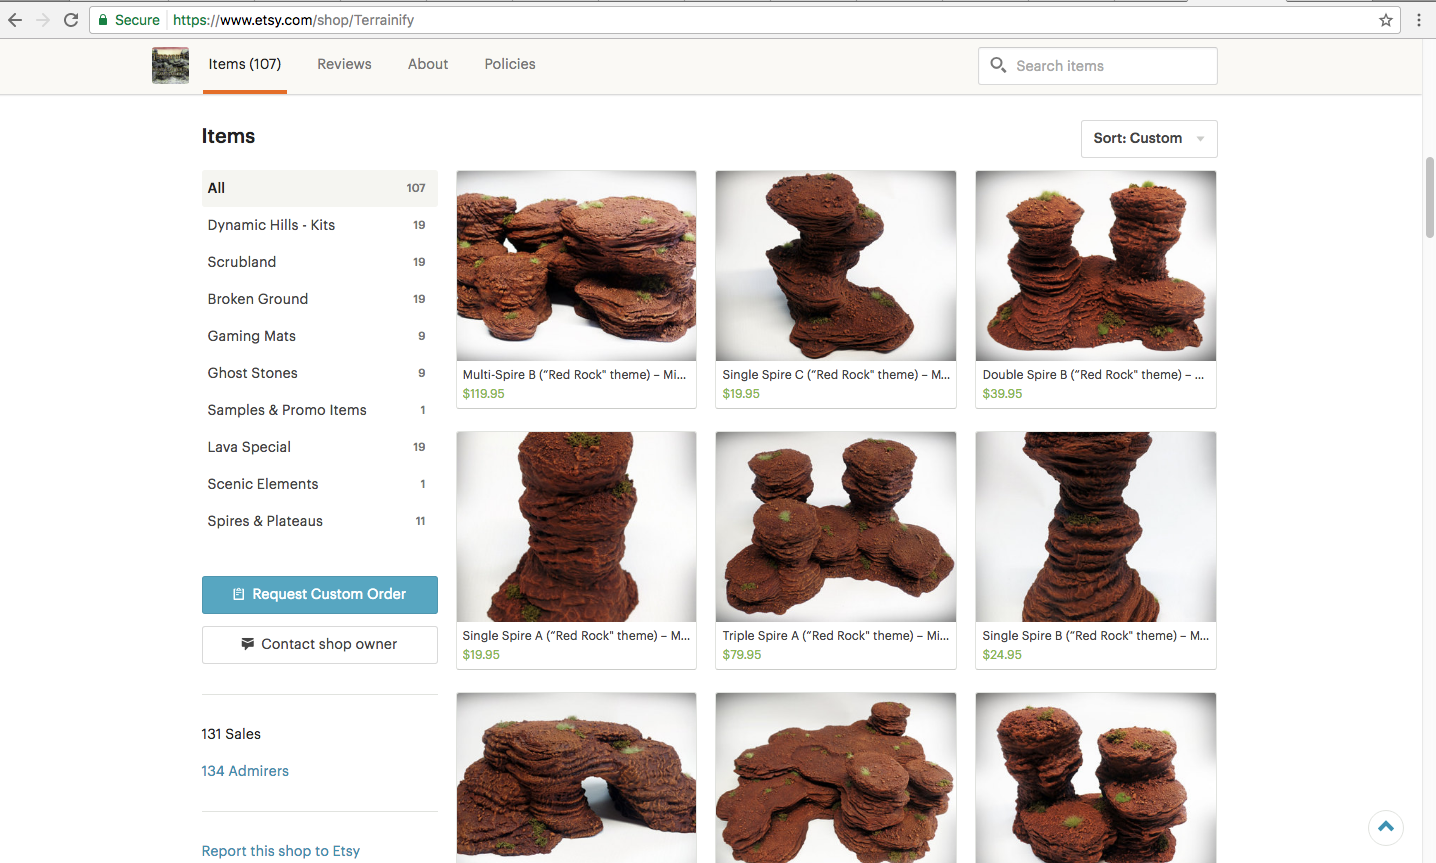 Secure https://www.etsy.com/shop/Terrainify
Items (107) Reviews About Policies Search items
Items
Sort: Custom
All 107
Dynamic Hills - Kits 19
Scrubland 19
Broken Ground 19
Gaming Mats 9
Ghost Stones 9
Samples & Promo Items 1
Lava Special 19
Scenic Elements 1
Spires & Plateaus 11
Request Custom Order
Contact shop owner
131 Sales
134 Admirers
Report this shop to Etsy
Multi-Spire B (“Red Rock" theme) – Mi...
$119.95
Single Spire C (“Red Rock" theme) – M...
$19.95
Double Spire B (“Red Rock" theme) – ...
$39.95
Single Spire A (“Red Rock" theme) – M...
$19.95
Triple Spire A (“Red Rock" theme) – Mi...
$79.95
Single Spire B (“Red Rock" theme) – M...
$24.95